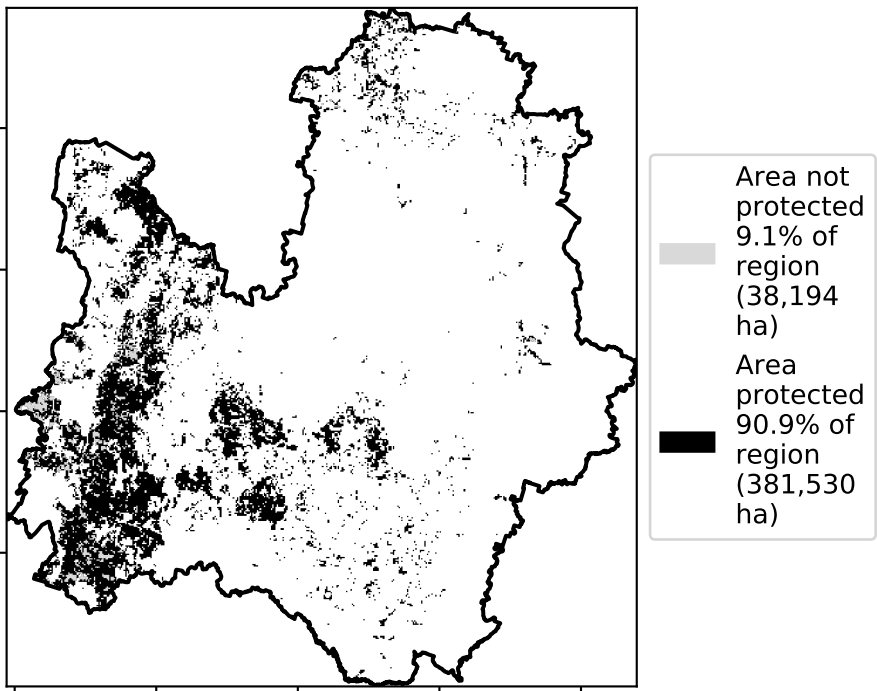 Area not
protected
9.1% of
region
(38,194
ha)
Area
protected
90.9% of
region
(381,530
ha)